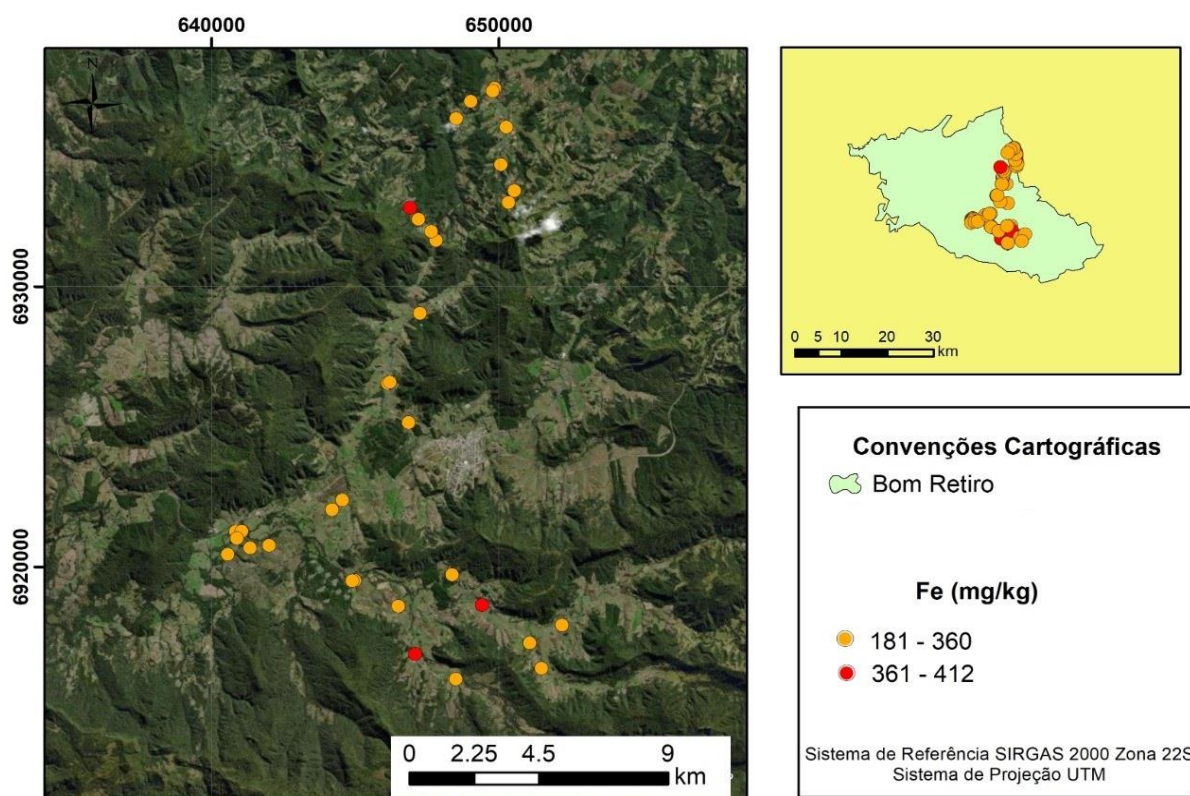 640000 650000
N
6930000
6920000
0 2.25 4.5 9
km
0 5 10 20 30
km
Convenções Cartográficas
Bom Retiro
Fe (mg/kg)
181 - 360
361 - 412
Sistema de Referência SIRGAS 2000 Zona 22S
Sistema de Projeção UTM